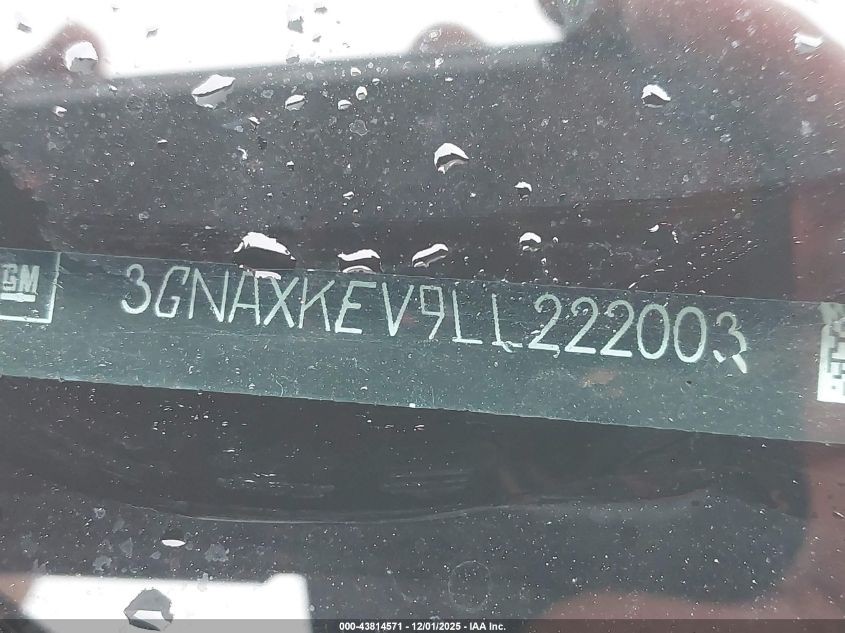 GM
3GNAXKEV9LL222003
000-43814571 - 12/01/2025 - IAA Inc.